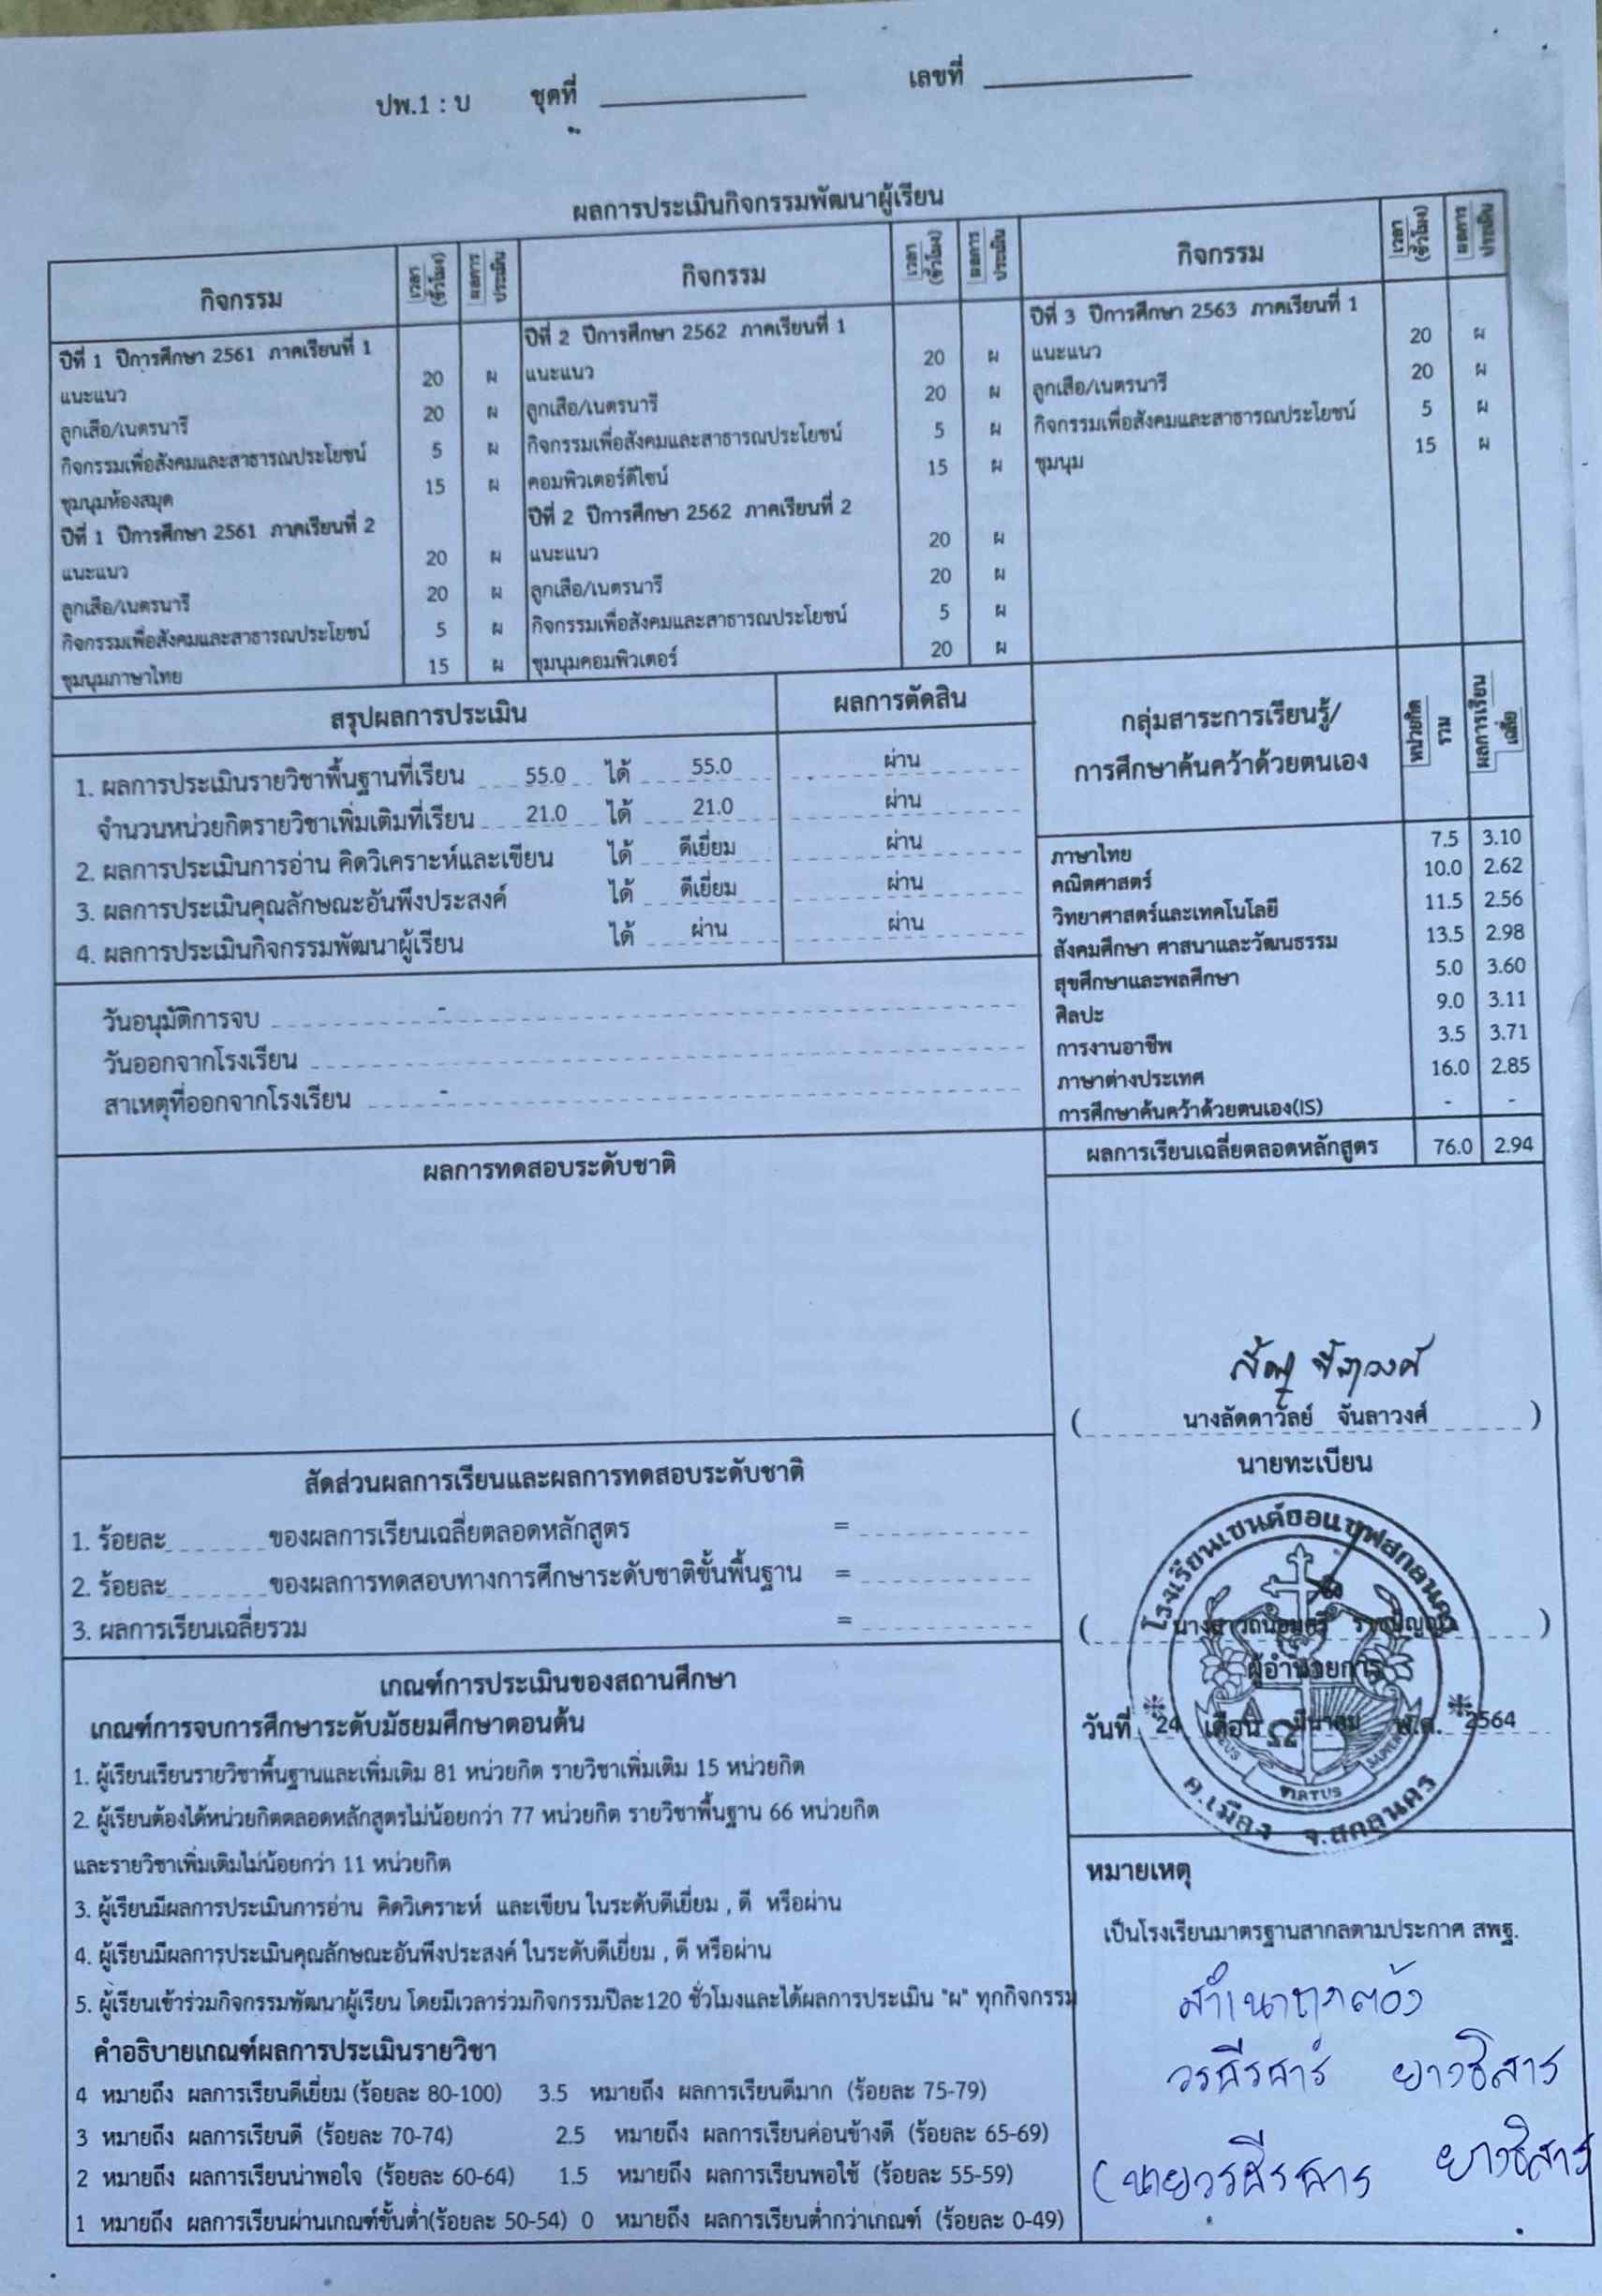 ปพ.1 : บ ชุดที่ เลขที่
ผลการประเมินกิจกรรมพัฒนาผู้เรียน
กิจกรรม เวลา (ชั่วโมง) ผลการประเมิน กิจกรรม เวลา (ชั่วโมง) ผลการประเมิน กิจกรรม เวลา (ชั่วโมง) ผลการประเมิน
ปีที่ 1 ปีการศึกษา 2561 ภาคเรียนที่ 1
แนะแนว 20 ผ
ลูกเสือ/เนตรนารี 20 ผ
กิจกรรมเพื่อสังคมและสาธารณประโยชน์ 5 ผ
ชุมนุมห้องสมุด 15 ผ
ปีที่ 1 ปีการศึกษา 2561 ภาคเรียนที่ 2
แนะแนว 20 ผ
ลูกเสือ/เนตรนารี 20 ผ
กิจกรรมเพื่อสังคมและสาธารณประโยชน์ 5 ผ
ชุมนุมภาษาไทย 15 ผ
ปีที่ 2 ปีการศึกษา 2562 ภาคเรียนที่ 1
แนะแนว 20 ผ
ลูกเสือ/เนตรนารี 20 ผ
กิจกรรมเพื่อสังคมและสาธารณประโยชน์ 5 ผ
คอมพิวเตอร์ดีไซน์ 15 ผ
ปีที่ 2 ปีการศึกษา 2562 ภาคเรียนที่ 2
แนะแนว 20 ผ
ลูกเสือ/เนตรนารี 20 ผ
กิจกรรมเพื่อสังคมและสาธารณประโยชน์ 5 ผ
ชุมนุมคอมพิวเตอร์ 20 ผ
ปีที่ 3 ปีการศึกษา 2563 ภาคเรียนที่ 1
แนะแนว 20 ผ
ลูกเสือ/เนตรนารี 20 ผ
กิจกรรมเพื่อสังคมและสาธารณประโยชน์ 5 ผ
ชุมนุม 15 ผ
สรุปผลการประเมิน ผลการตัดสิน
1. ผลการประเมินรายวิชาพื้นฐานที่เรียน 55.0 ได้ 55.0 ผ่าน
จำนวนหน่วยกิตรายวิชาเพิ่มเติมที่เรียน 21.0 ได้ 21.0 ผ่าน
2. ผลการประเมินการอ่าน คิดวิเคราะห์และเขียน ได้ ดีเยี่ยม ผ่าน
3. ผลการประเมินคุณลักษณะอันพึงประสงค์ ได้ ดีเยี่ยม ผ่าน
4. ผลการประเมินกิจกรรมพัฒนาผู้เรียน ได้ ผ่าน ผ่าน
วันอนุมัติการจบ -
วันออกจากโรงเรียน
สาเหตุที่ออกจากโรงเรียน -
กลุ่มสาระการเรียนรู้/ หน่วยกิตรวม ผลการเรียนเฉลี่ย
การศึกษาค้นคว้าด้วยตนเอง
ภาษาไทย 7.5 3.10
คณิตศาสตร์ 10.0 2.62
วิทยาศาสตร์และเทคโนโลยี 11.5 2.56
สังคมศึกษา ศาสนาและวัฒนธรรม 13.5 2.98
สุขศึกษาและพลศึกษา 5.0 3.60
ศิลปะ 9.0 3.11
การงานอาชีพ 3.5 3.71
ภาษาต่างประเทศ 16.0 2.85
การศึกษาค้นคว้าด้วยตนเอง(IS) - -
ผลการเรียนเฉลี่ยตลอดหลักสูตร 76.0 2.94
ผลการทดสอบระดับชาติ
สัดส่วนผลการเรียนและผลการทดสอบระดับชาติ
1. ร้อยละ ของผลการเรียนเฉลี่ยตลอดหลักสูตร =
2. ร้อยละ ของผลการทดสอบทางการศึกษาระดับชาติขั้นพื้นฐาน =
3. ผลการเรียนเฉลี่ยรวม =
( นางลัดดาวัลย์ จันลาวงศ์ )
นายทะเบียน
โรงเรียนเซนต์ยอแซฟสกลนคร
( นางสาวถนอมศรี ราชปัญญา )
ผู้อำนวยการ
วันที่ 24 เดือน มีนาคม พ.ศ. 2564
VIRTUS
อ.เมือง จ.สกลนคร
เกณฑ์การประเมินของสถานศึกษา
เกณฑ์การจบการศึกษาระดับมัธยมศึกษาตอนต้น
1. ผู้เรียนเรียนรายวิชาพื้นฐานและเพิ่มเติม 81 หน่วยกิต รายวิชาเพิ่มเติม 15 หน่วยกิต
2. ผู้เรียนต้องได้หน่วยกิตตลอดหลักสูตรไม่น้อยกว่า 77 หน่วยกิต รายวิชาพื้นฐาน 66 หน่วยกิต
และรายวิชาเพิ่มเติมไม่น้อยกว่า 11 หน่วยกิต
3. ผู้เรียนมีผลการประเมินการอ่าน คิดวิเคราะห์ และเขียน ในระดับดีเยี่ยม , ดี หรือผ่าน
4. ผู้เรียนมีผลการประเมินคุณลักษณะอันพึงประสงค์ ในระดับดีเยี่ยม , ดี หรือผ่าน
5. ผู้เรียนเข้าร่วมกิจกรรมพัฒนาผู้เรียน โดยมีเวลาร่วมกิจกรรมปีละ120 ชั่วโมงและได้ผลการประเมิน "ผ" ทุกกิจกรรม
คำอธิบายเกณฑ์ผลการประเมินรายวิชา
4 หมายถึง ผลการเรียนดีเยี่ยม (ร้อยละ 80-100) 3.5 หมายถึง ผลการเรียนดีมาก (ร้อยละ 75-79)
3 หมายถึง ผลการเรียนดี (ร้อยละ 70-74) 2.5 หมายถึง ผลการเรียนค่อนข้างดี (ร้อยละ 65-69)
2 หมายถึง ผลการเรียนน่าพอใจ (ร้อยละ 60-64) 1.5 หมายถึง ผลการเรียนพอใช้ (ร้อยละ 55-59)
1 หมายถึง ผลการเรียนผ่านเกณฑ์ขั้นต่ำ(ร้อยละ 50-54) 0 หมายถึง ผลการเรียนต่ำกว่าเกณฑ์ (ร้อยละ 0-49)
หมายเหตุ
เป็นโรงเรียนมาตรฐานสากลตามประกาศ สพฐ.
สำเนาถูกต้อง
ยางธิสาร
ยางธิสาร